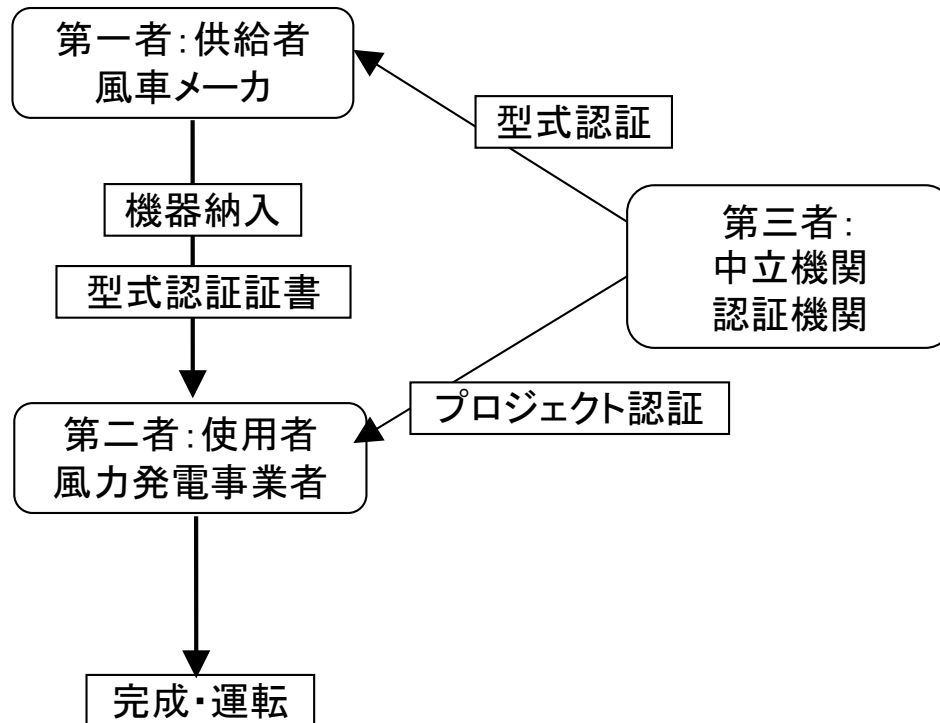 第一者：供給者
風車メーカ
型式認証
機器納入
第三者：
中立機関
認証機関
型式認証証書
プロジェクト認証
第二者：使用者
風力発電事業者
完成・運転